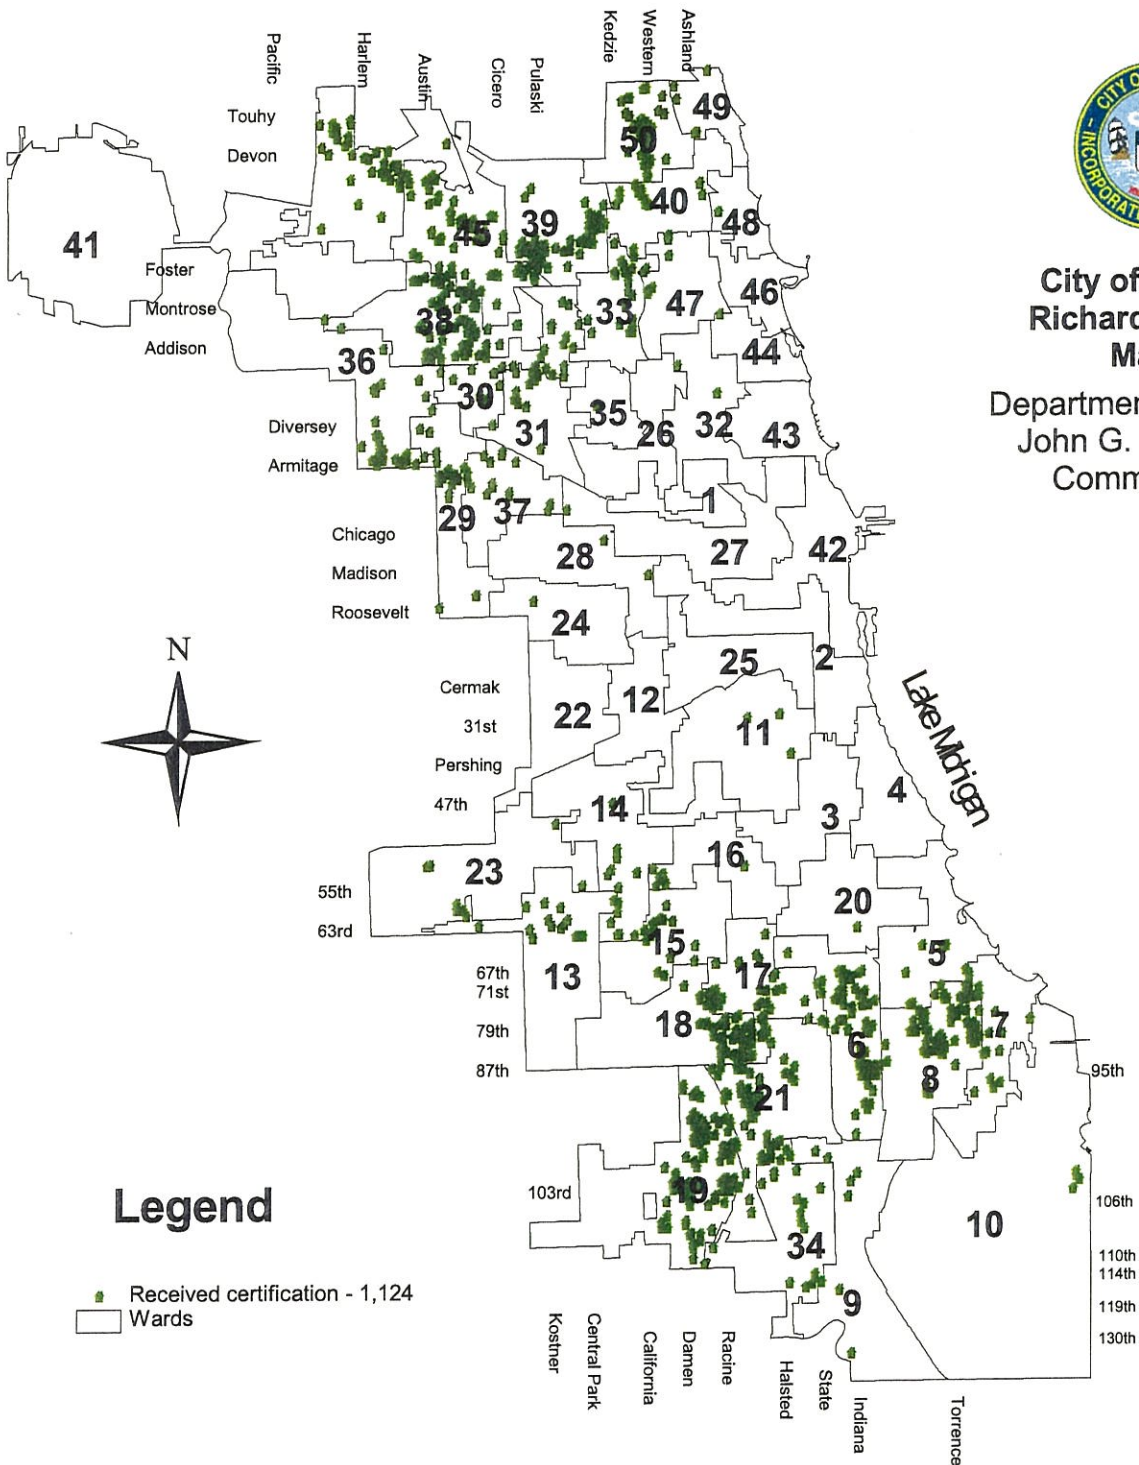 Pacific
Harlem
Austin
Cicero
Pulaski
Kedzie
Western
Ashland
Touhy
Devon
Foster
Montrose
Addison
Diversey
Armitage
Chicago
Madison
Roosevelt
Cermak
31st
Pershing
47th
55th
63rd
67th
71st
79th
87th
103rd
95th
106th
110th
114th
119th
130th
Kostner
Central Park
California
Damen
Racine
Halsted
State
Indiana
Torrence
49
50
40
48
41
45
39
46
47
33
38
44
36
30
35
32
31
26
43
1
29
37
42
27
28
24
2
25
12
22
11
4
14
3
16
23
20
15
5
13
17
18
7
6
8
21
19
10
34
9
Lake Michigan
N
CITY O
INCORPORAT
City of
Richar
Ma
Departmen
John G.
Comm
Legend
Received certification - 1,124
Wards